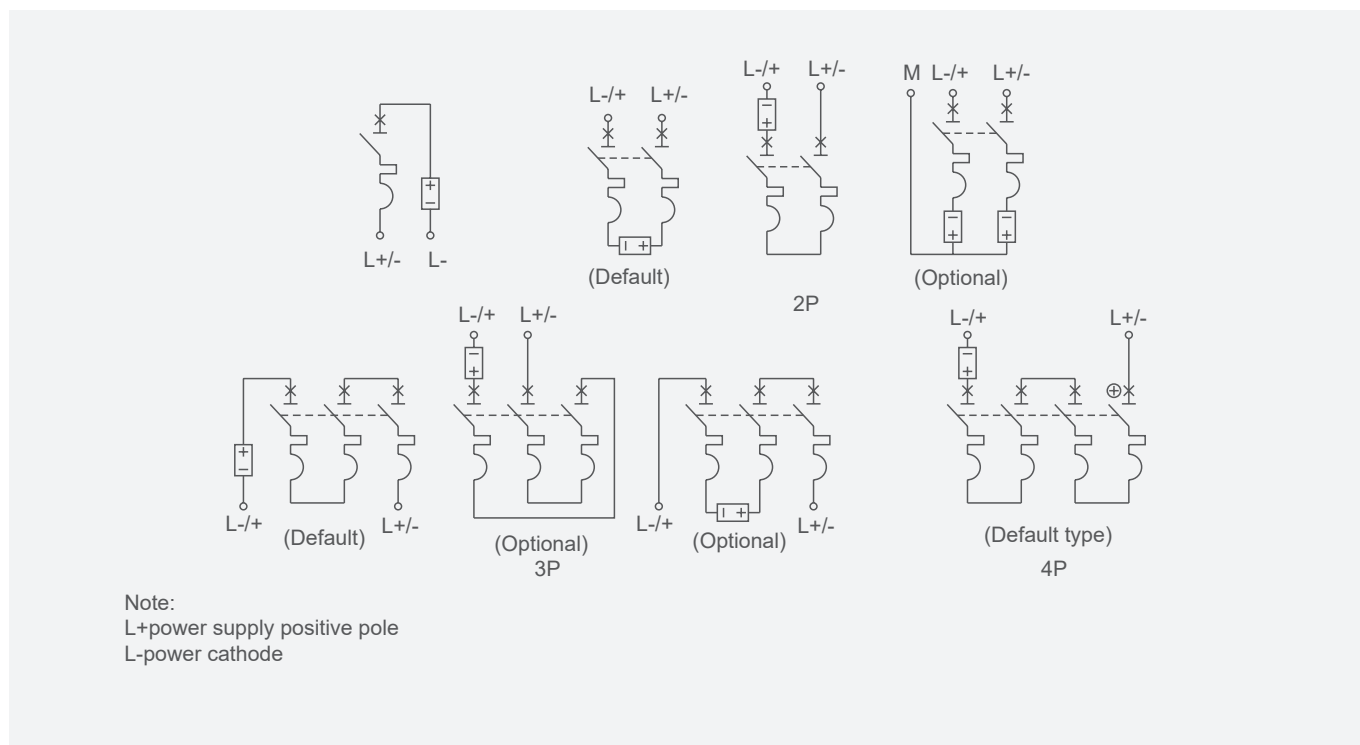 L+/- L-
L-/+ L+/-
(Default)
L-/+ L+/-
2P
M L-/+ L+/-
(Optional)
L-/+ L+/-
(Default)
L-/+ L+/-
(Optional)
3P
L-/+ L+/-
(Optional)
L-/+ L+/-
(Default type)
4P
Note:
L+power supply positive pole
L-power cathode